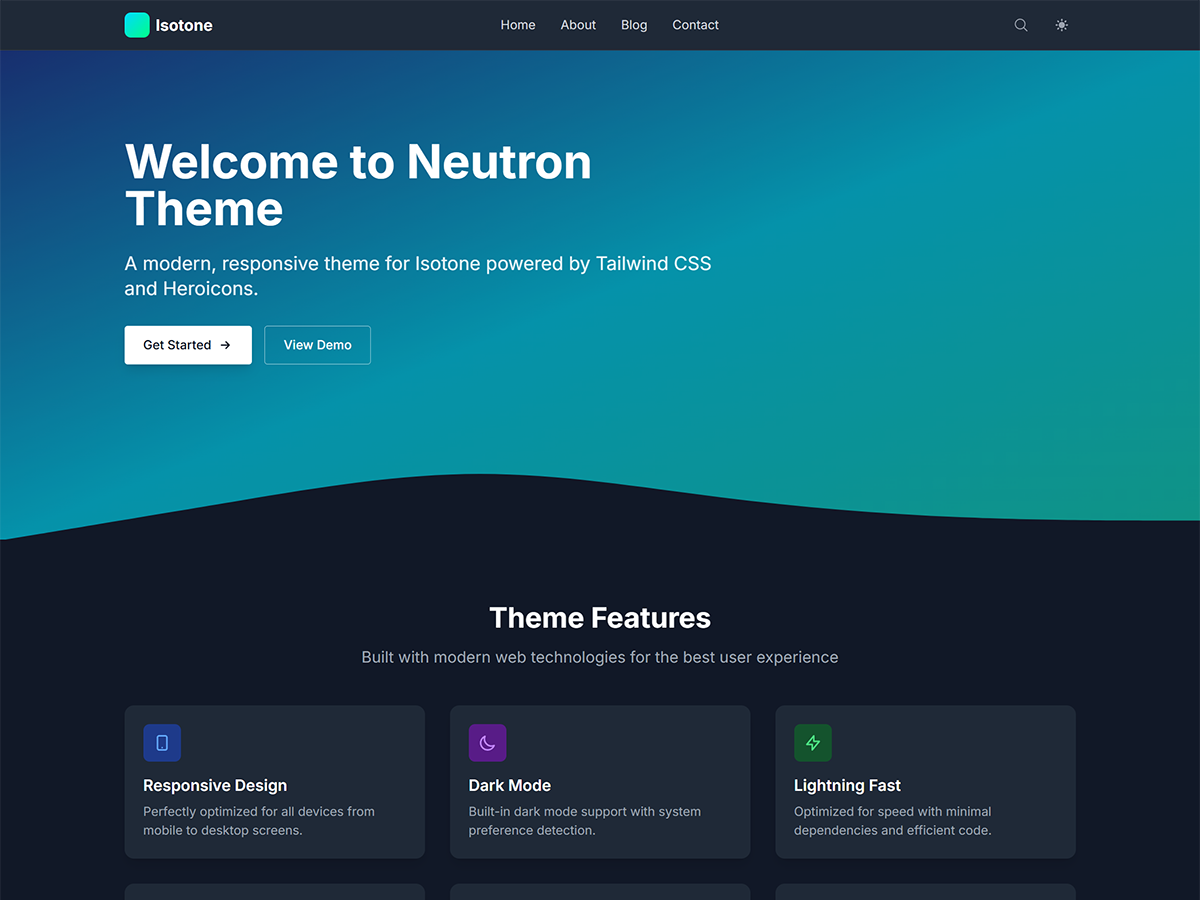 Isotone
Home
About
Blog
Contact
Welcome to Neutron
Theme
A modern, responsive theme for Isotone powered by Tailwind CSS
and Heroicons.
Get Started →
View Demo
Theme Features
Built with modern web technologies for the best user experience
Responsive Design
Perfectly optimized for all devices from
mobile to desktop screens.
Dark Mode
Built-in dark mode support with system
preference detection.
Lightning Fast
Optimized for speed with minimal
dependencies and efficient code.